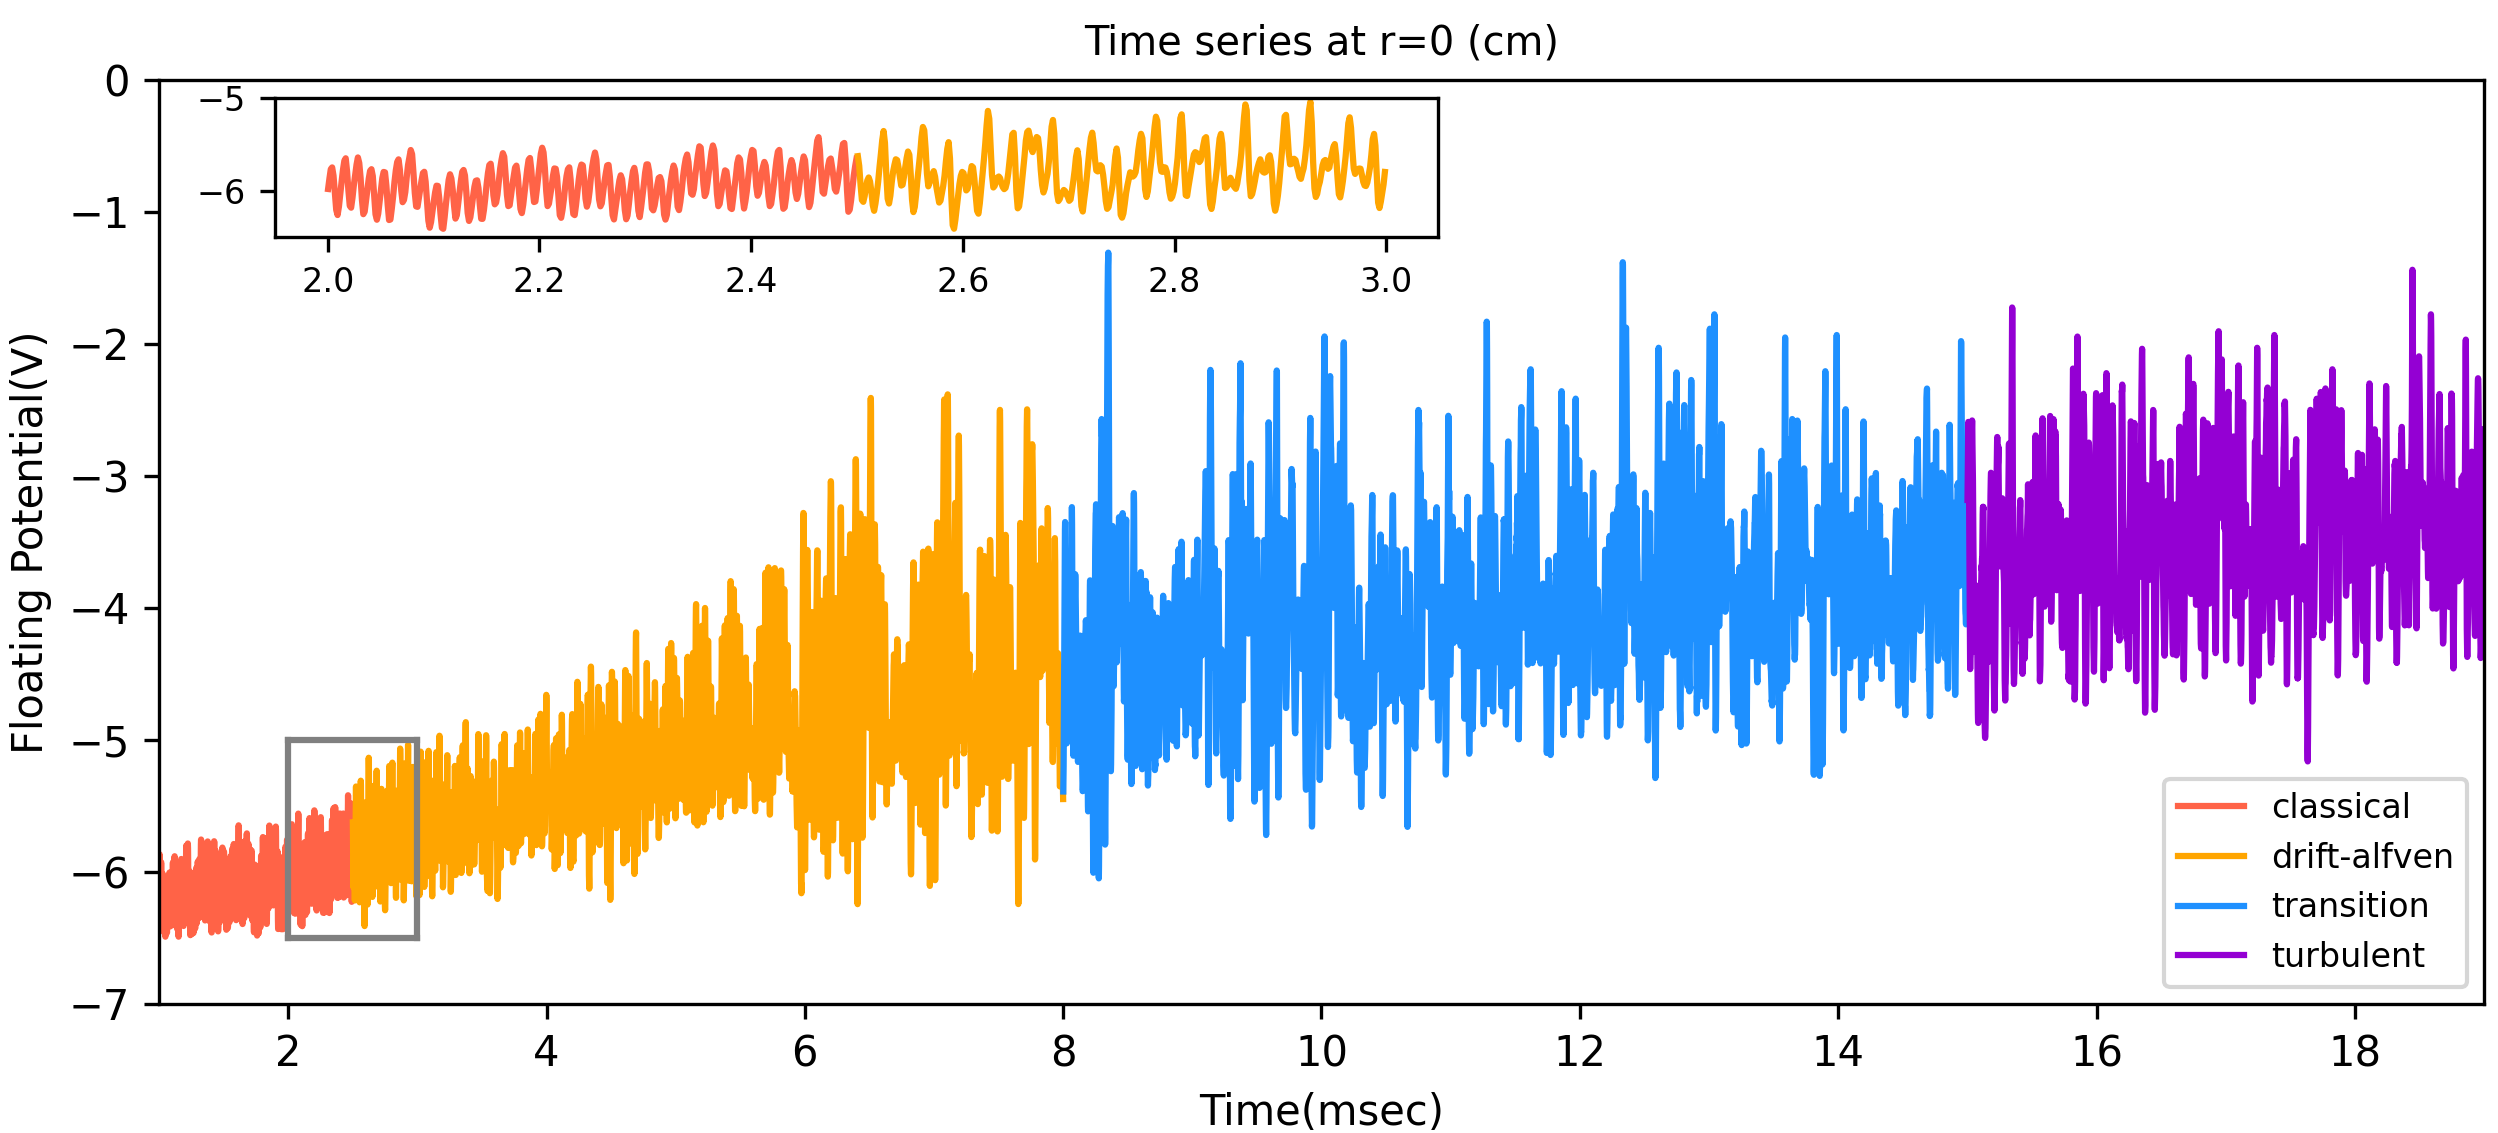 Time series at r=0 (cm)
0
−1
−2
−3
−4
−5
−6
−7
Floating Potential(V)
−5
−6
2.0 2.2 2.4 2.6 2.8 3.0
classical
drift-alfven
transition
turbulent
2 4 6 8 10 12 14 16 18
Time(msec)